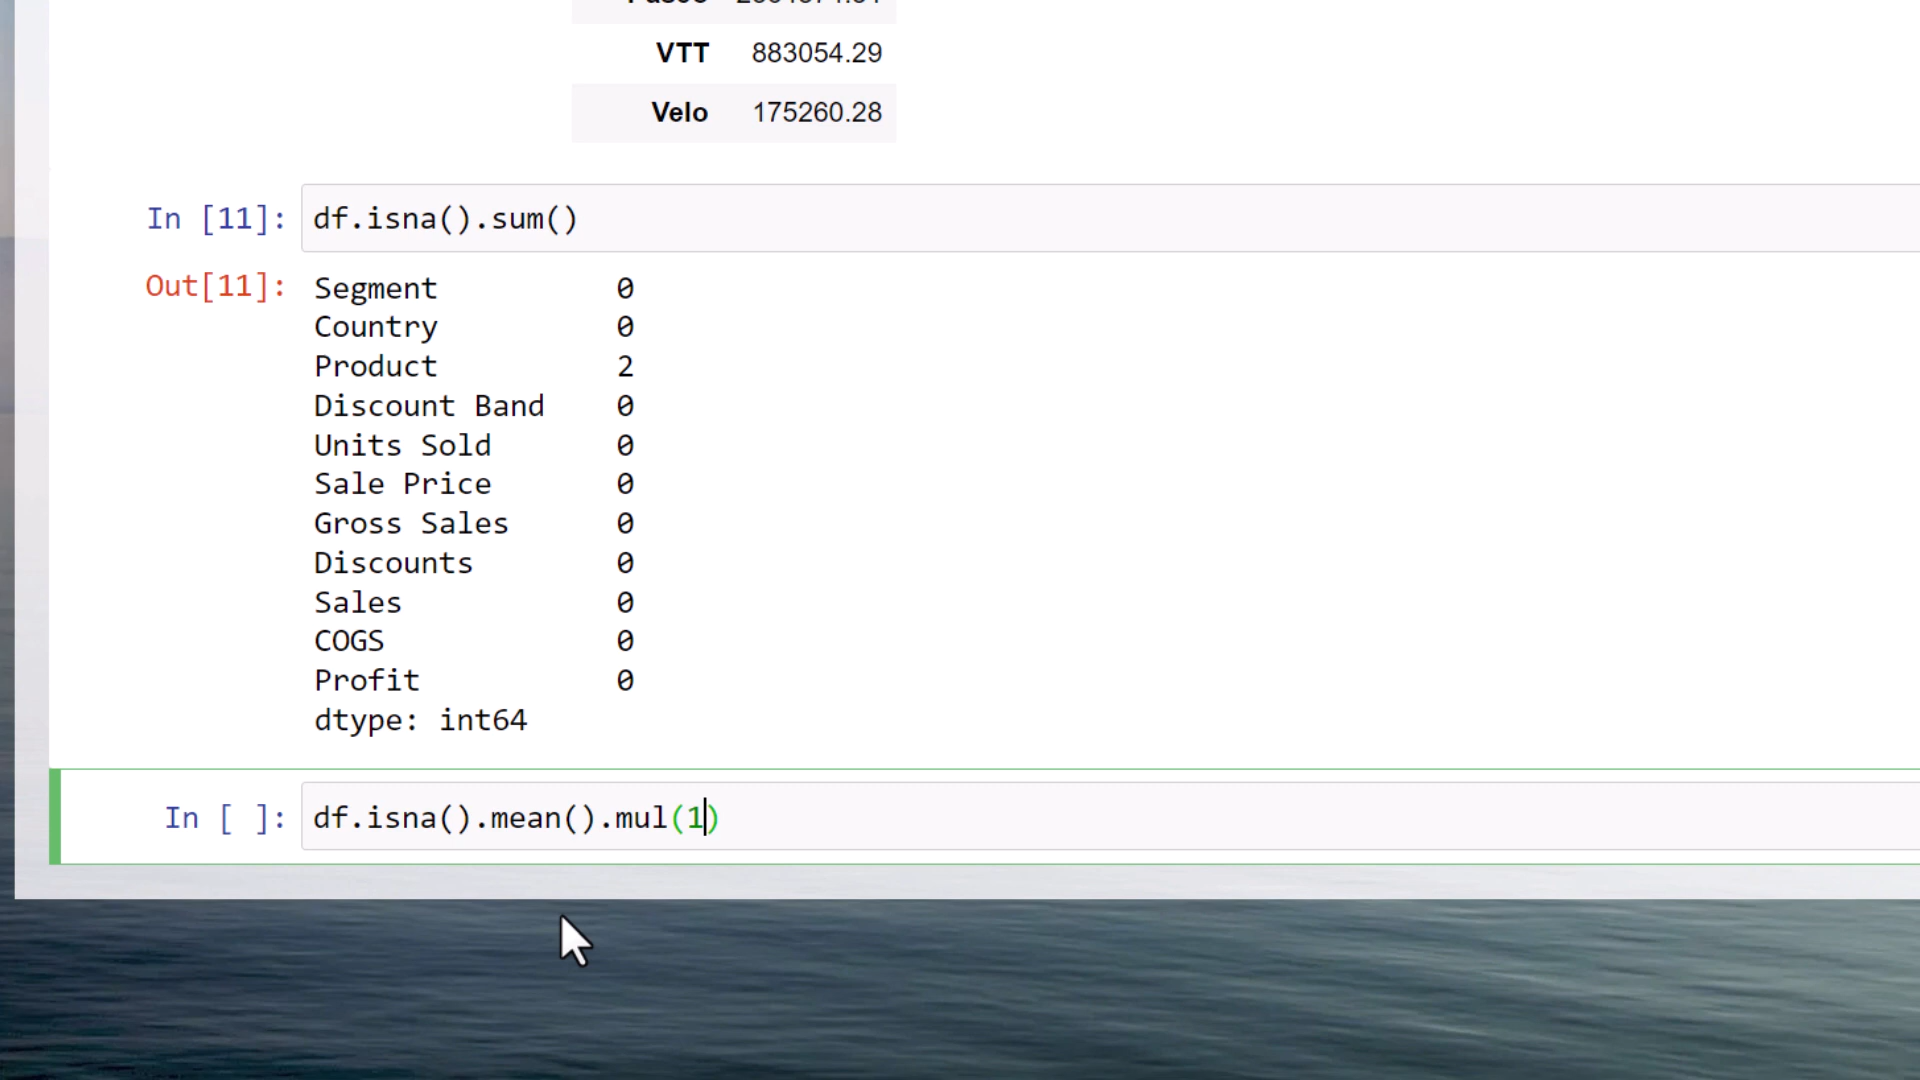 VTT 883054.29
Velo 175260.28
In [11]: df.isna().sum()
Out[11]: Segment 0
Country 0
Product 2
Discount Band 0
Units Sold 0
Sale Price 0
Gross Sales 0
Discounts 0
Sales 0
COGS 0
Profit 0
dtype: int64
In [ ]: df.isna().mean().mul(1)